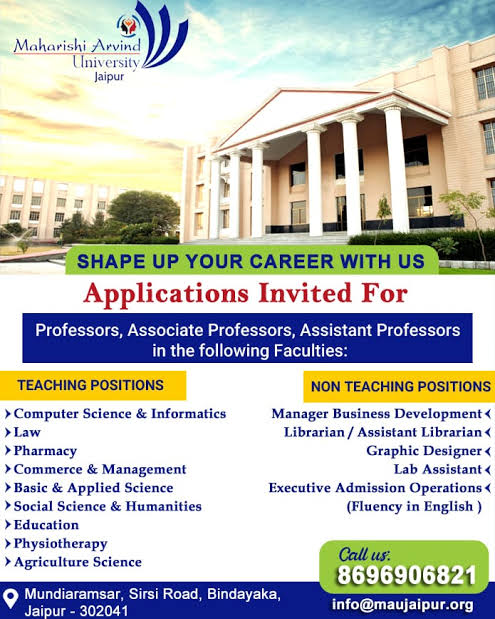 Maharishi Arvind
University
Jaipur
SHAPE UP YOUR CAREER WITH US
Applications Invited For
Professors, Associate Professors, Assistant Professors
in the following Faculties:
TEACHING POSITIONS
Computer Science & Informatics
Law
Pharmacy
Commerce & Management
Basic & Applied Science
Social Science & Humanities
Education
Physiotherapy
Agriculture Science
NON TEACHING POSITIONS
Manager Business Development
Librarian / Assistant Librarian
Graphic Designer
Lab Assistant
Executive Admission Operations
(Fluency in English )
Call us:
8696906821
Mundiaramsar, Sirsi Road, Bindayaka,
Jaipur - 302041
info@maujaipur.org